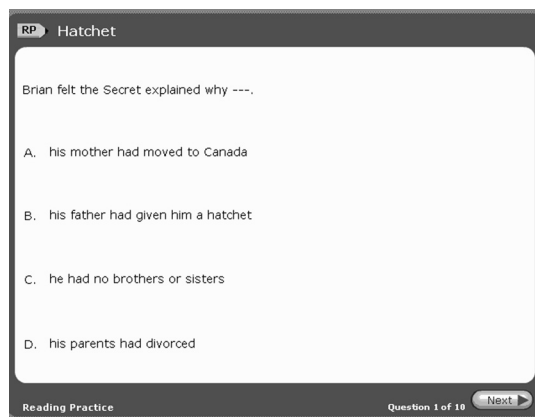 RP Hatchet
Brian felt the Secret explained why ---.
A. his mother had moved to Canada
B. his father had given him a hatchet
C. he had no brothers or sisters
D. his parents had divorced
Reading Practice Question 1 of 10 Next